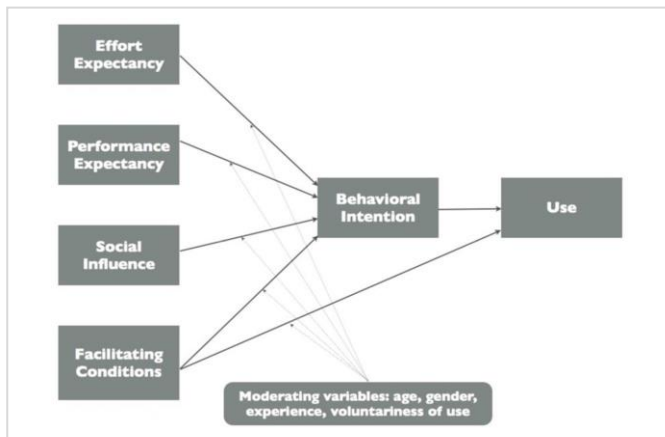 Effort
Expectancy
Performance
Expectancy
Behavioral
Intention
Use
Social
Influence
Facilitating
Conditions
Moderating variables: age, gender,
experience, voluntariness of use